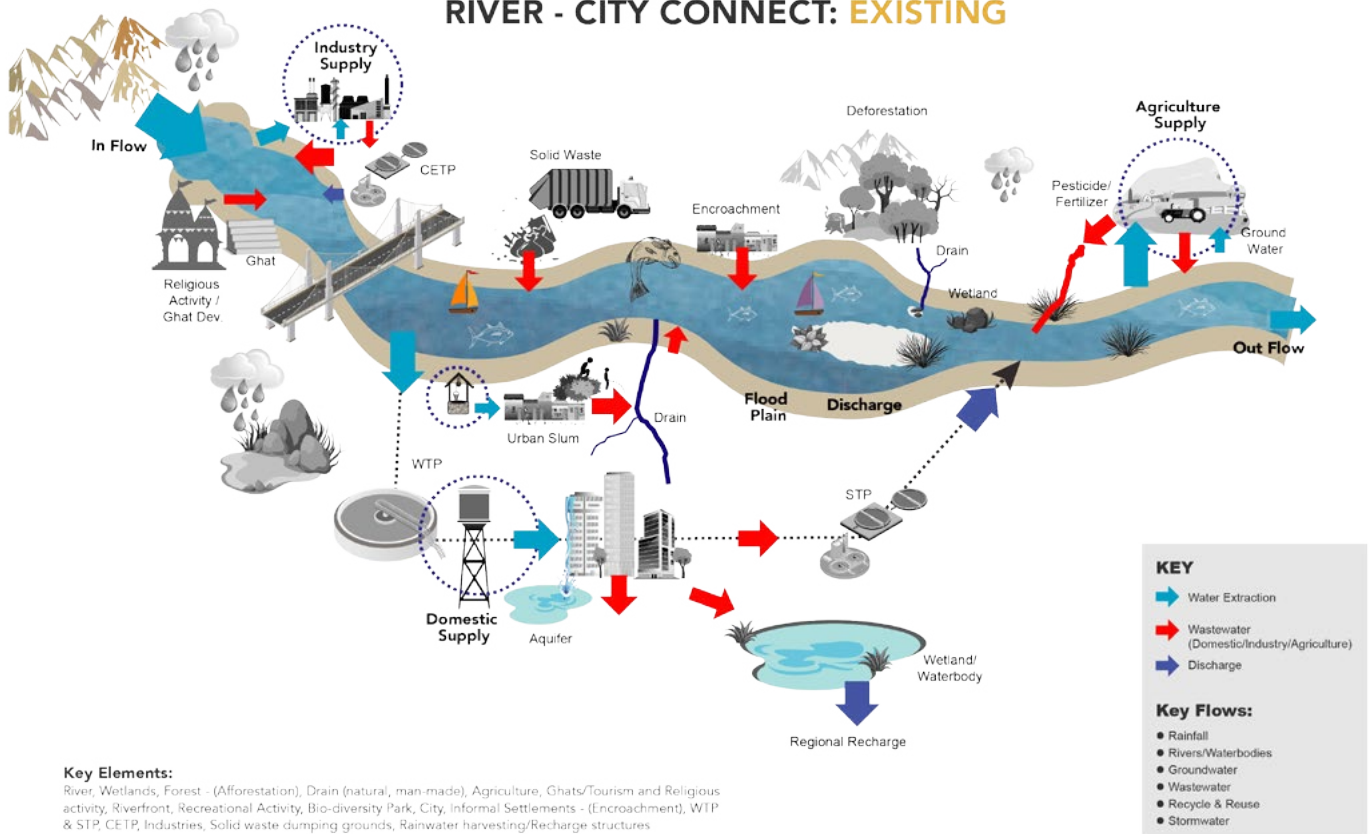 RIVER - CITY CONNECT: EXISTING
Industry
Supply
In Flow
CETP
Religious
Activity /
Ghat Dev.
Ghat
Solid Waste
Encroachment
Deforestation
Drain
Wetland
Agriculture
Supply
Pesticide/
Fertilizer
Ground
Water
Out Flow
Flood
Plain
Discharge
Urban Slum
Drain
WTP
STP
Domestic
Supply
Aquifer
Wetland/
Waterbody
Regional Recharge
KEY
Water Extraction
Wastewater
(Domestic/Industry/Agriculture)
Discharge
Key Flows:
● Rainfall
● Rivers/Waterbodies
● Groundwater
● Wastewater
● Recycle & Reuse
● Stormwater
Key Elements:
River, Wetlands, Forest - (Afforestation), Drain (natural, man-made), Agriculture, Ghats/Tourism and Religious
activity, Riverfront, Recreational Activity, Bio-diversity Park, City, Informal Settlements - (Encroachment), WTP
& STP, CETP, Industries, Solid waste dumping grounds, Rainwater harvesting/Recharge structures